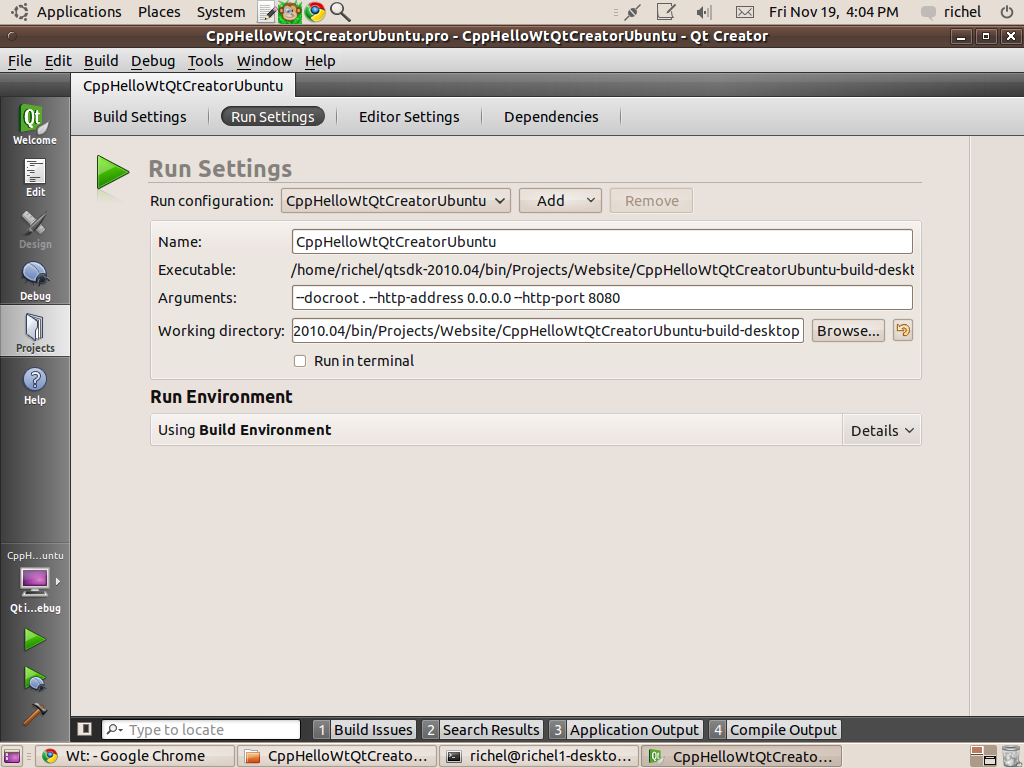 Applications Places System Fri Nov 19, 4:04 PM richel
CppHelloWtQtCreatorUbuntu.pro - CppHelloWtQtCreatorUbuntu - Qt Creator
File Edit Build Debug Tools Window Help
CppHelloWtQtCreatorUbuntu
Build Settings Run Settings Editor Settings Dependencies
Qt
Welcome
Edit
Design
Debug
Projects
Help
Run Settings
Run configuration: CppHelloWtQtCreatorUbuntu Add Remove
Name: CppHelloWtQtCreatorUbuntu
Executable: /home/richel/qtsdk-2010.04/bin/Projects/Website/CppHelloWtQtCreatorUbuntu-build-deskt
Arguments: --docroot . --http-address 0.0.0.0 --http-port 8080
Working directory: 2010.04/bin/Projects/Website/CppHelloWtQtCreatorUbuntu-build-desktop Browse...
Run in terminal
Run Environment
Using Build Environment Details
CppH...untu
Qt i...ebug
Type to locate 1 Build Issues 2 Search Results 3 Application Output 4 Compile Output
Wt: - Google Chrome CppHelloWtQtCreato... richel@richel1-deskto... CppHelloWtQtCreato...